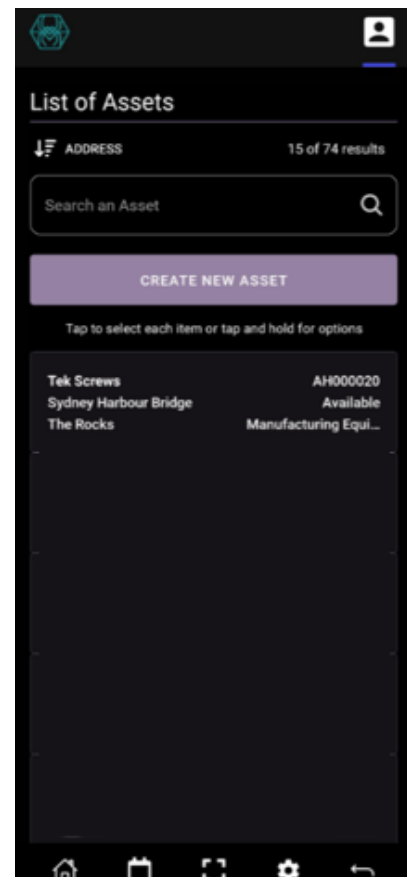 List of Assets
ADDRESS 15 of 74 results
Search an Asset
CREATE NEW ASSET
Tap to select each item or tap and hold for options
Tek Screws AH000020
Sydney Harbour Bridge Available
The Rocks Manufacturing Equi...